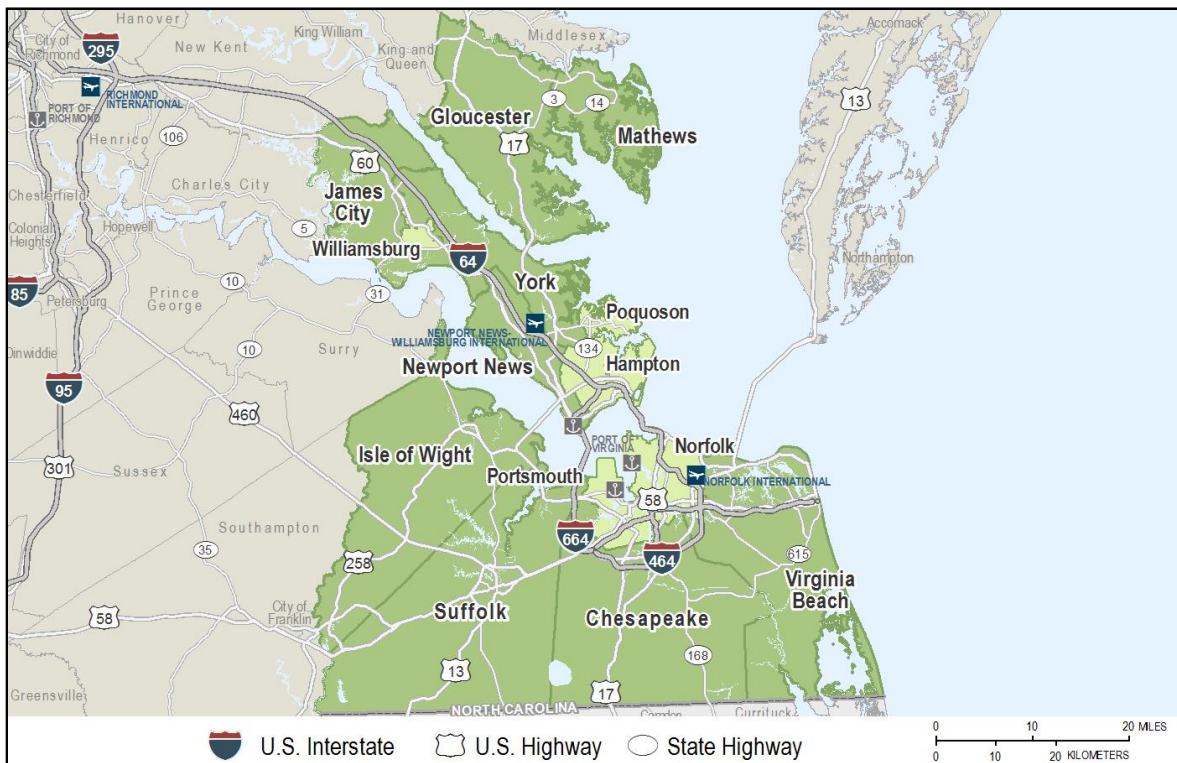 Hanover
King William
Middlesex
Accomack
City of
Richmond
295
New Kent
King and
Queen
13
RICHMOND
INTERNATIONAL
PORT OF
RICHMOND
3
14
Gloucester
Mathews
17
Henrico
106
60
Charles City
James
City
Chesterfield
Colonial
Heights
Hopewell
5
Williamsburg
64
Northampton
85
Petersburg
10
31
York
Prince
George
Poquoson
NEWPORT NEWS-
WILLIAMSBURG INTERNATIONAL
134
Dinwiddie
10
Surry
Newport News
Hampton
95
460
PORT OF
VIRGINIA
Norfolk
301
Sussex
Isle of Wight
Portsmouth
NORFOLK INTERNATIONAL
58
Southampton
664
464
35
258
615
Virginia
Beach
58
City of
Franklin
Suffolk
Chesapeake
13
168
17
Greensville
NORTH CAROLINA
Camden
Currituck
U.S. Interstate
U.S. Highway
State Highway
0 10 20 MILES
0 10 20 KILOMETERS